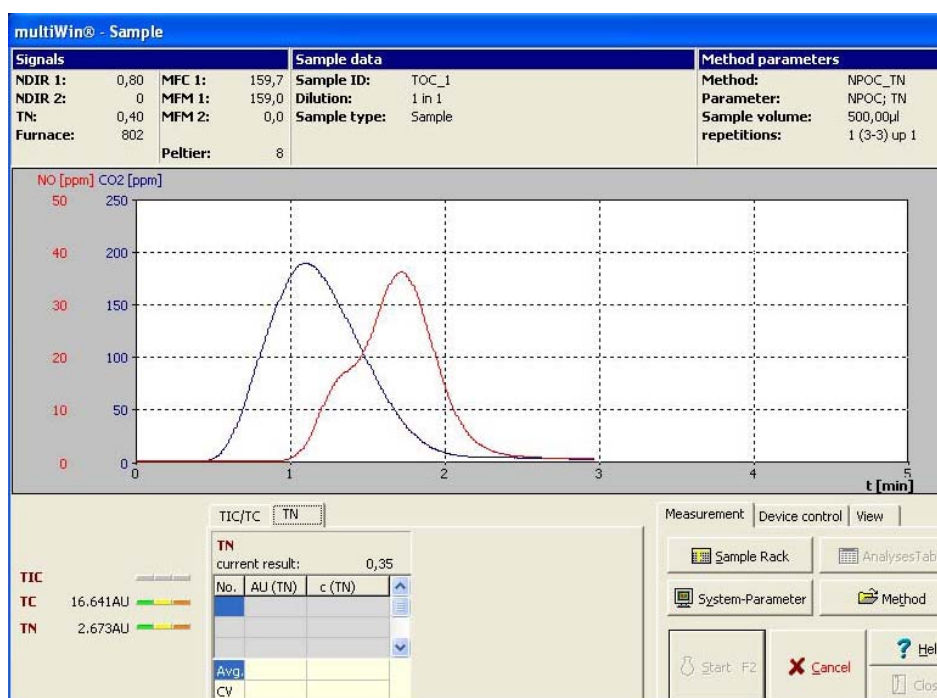 multiWin® - Sample
Signals
NDIR 1: 0,80 MFC 1: 159,7
NDIR 2: 0 MFM 1: 159,0
TN: 0,40 MFM 2: 0,0
Furnace: 802
Peltier: 8
Sample data
Sample ID: TOC_1
Dilution: 1 in 1
Sample type: Sample
Method parameters
Method: NPOC_TN
Parameter: NPOC; TN
Sample volume: 500,00µl
repetitions: 1 (3-3) up 1
NO [ppm] CO2 [ppm]
50 250
40 200
30 150
20 100
10 50
0 0
0 1 2 3 4 5
t [min]
TIC/TC TN
TN
current result: 0,35
No. AU (TN) c (TN)
Avg.
CV
TIC
TC 16.641AU
TN 2.673AU
Measurement Device control View
Sample Rack AnalysesTab
System-Parameter Method
Start F2 Cancel Hel
Clos